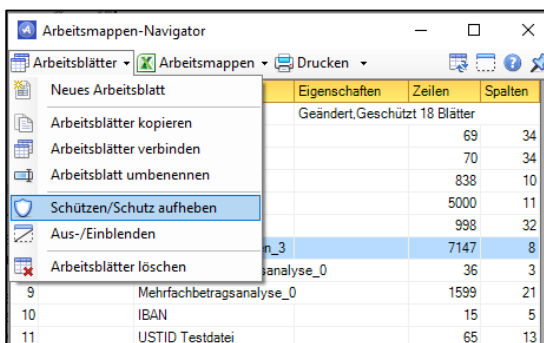 Arbeitsmappen-Navigator
Arbeitsblätter Arbeitsmappen Drucken
Neues Arbeitsblatt
Arbeitsblätter kopieren
Arbeitsblätter verbinden
Arbeitsblatt umbenennen
Schützen/Schutz aufheben
Aus-/Einblenden
Arbeitsblätter löschen
Eigenschaften Zeilen Spalten
Geändert,Geschützt 18 Blätter
69 34
70 34
838 10
5000 11
998 32
7147 8
36 3
9 Mehrfachbetragsanalyse_0 1599 21
10 IBAN 15 5
11 USTID Testdatei 65 13